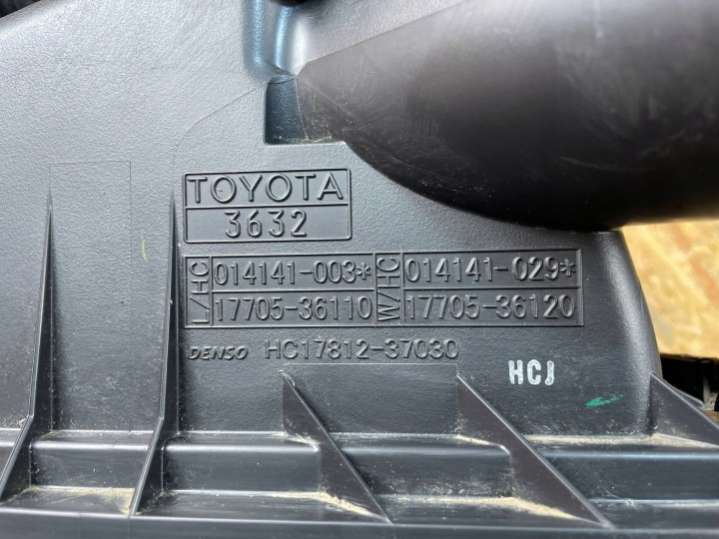 TOYOTA
3632
L/HC 014141-003* W/HC 014141-029*
17705-36110 17705-36120
DENSO HC17812-37030
HCJ